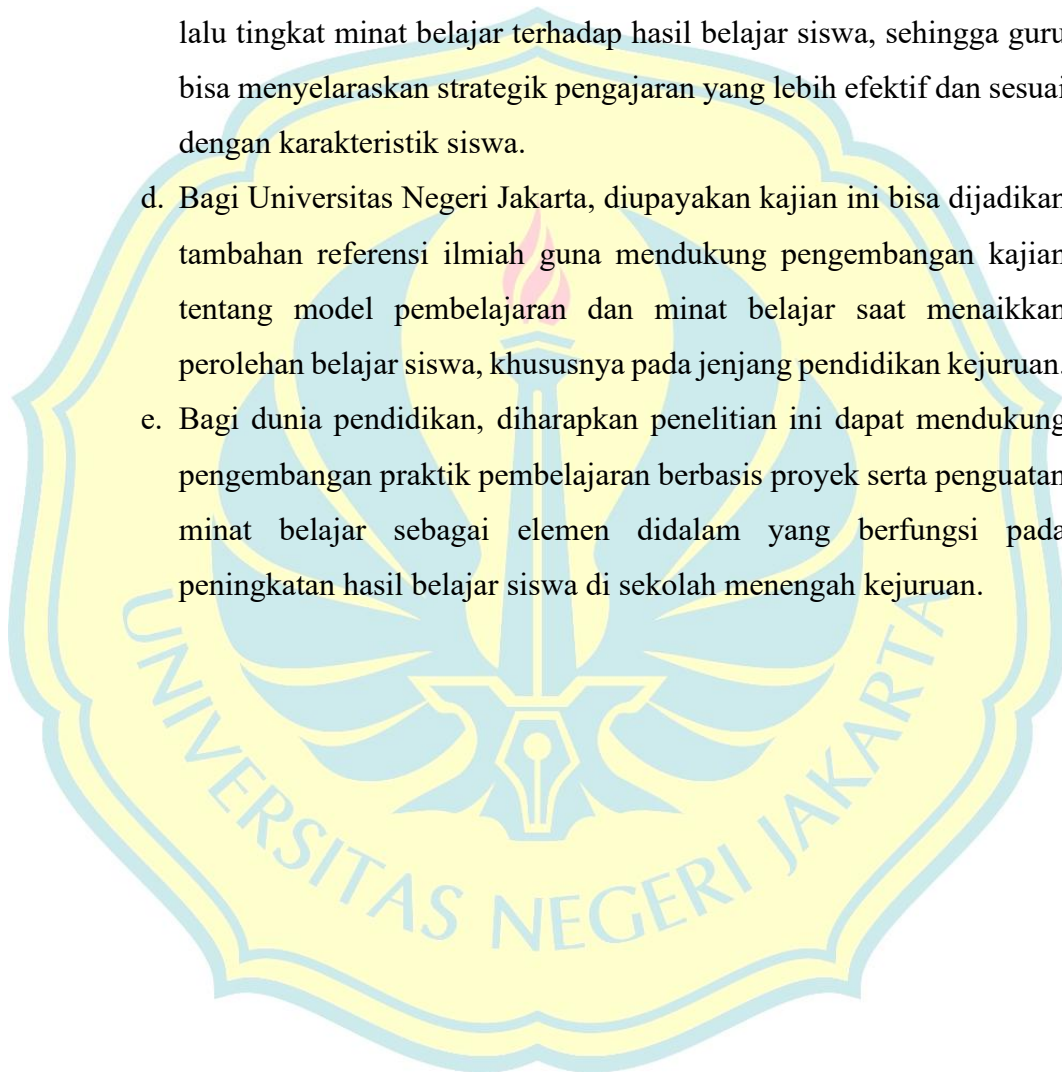 lalu tingkat minat belajar terhadap hasil belajar siswa, sehingga guru
bisa menyelaraskan strategik pengajaran yang lebih efektif dan sesuai
dengan karakteristik siswa.
d. Bagi Universitas Negeri Jakarta, diupayakan kajian ini bisa dijadikan
tambahan referensi ilmiah guna mendukung pengembangan kajian
tentang model pembelajaran dan minat belajar saat menaikkan
perolehan belajar siswa, khususnya pada jenjang pendidikan kejuruan.
e. Bagi dunia pendidikan, diharapkan penelitian ini dapat mendukung
pengembangan praktik pembelajaran berbasis proyek serta penguatan
minat belajar sebagai elemen didalam yang berfungsi pada
peningkatan hasil belajar siswa di sekolah menengah kejuruan.
UNIVERSITAS NEGERI JAKARTA